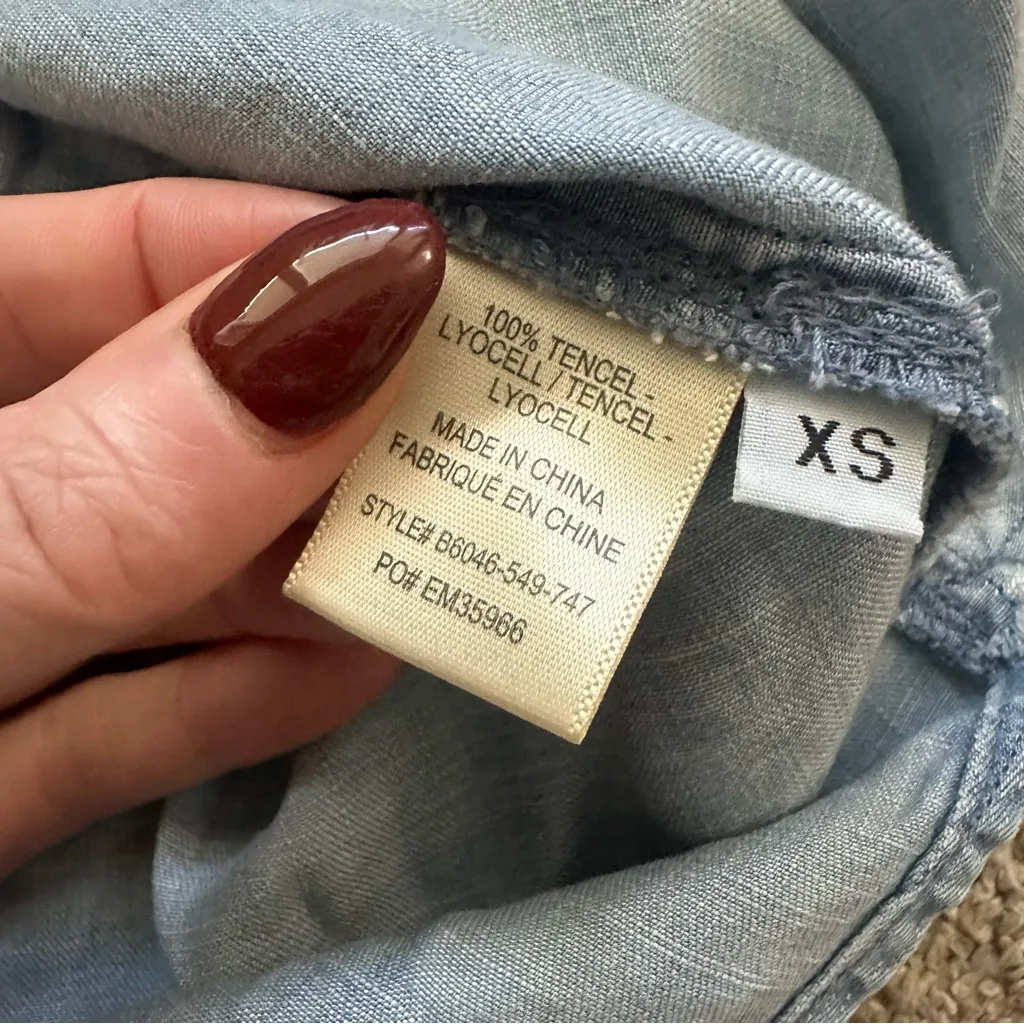 100% TENCEL-
LYOCELL / TENCEL-
LYOCELL
MADE IN CHINA
FABRIQUÉ EN CHINE
STYLE# B6046-549-747
PO# EM35966
XS